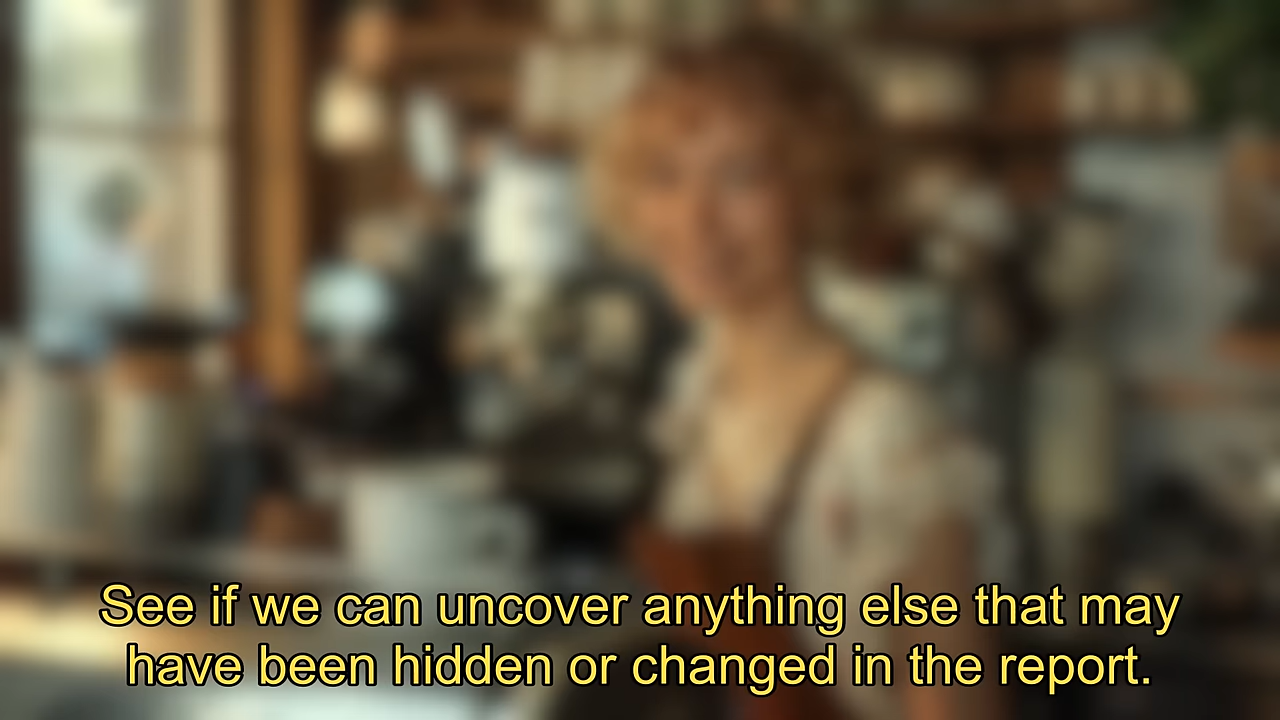 See if we can uncover anything else that may
have been hidden or changed in the report.